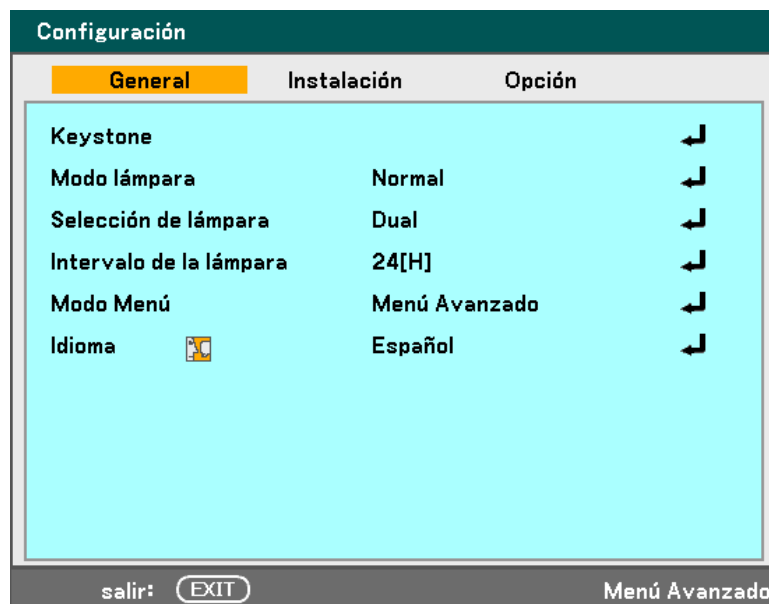 Configuración
General Instalación Opción
Keystone
Modo lámpara Normal
Selección de lámpara Dual
Intervalo de la lámpara 24[H]
Modo Menú Menú Avanzado
Idioma Español
salir: EXIT Menú Avanzado